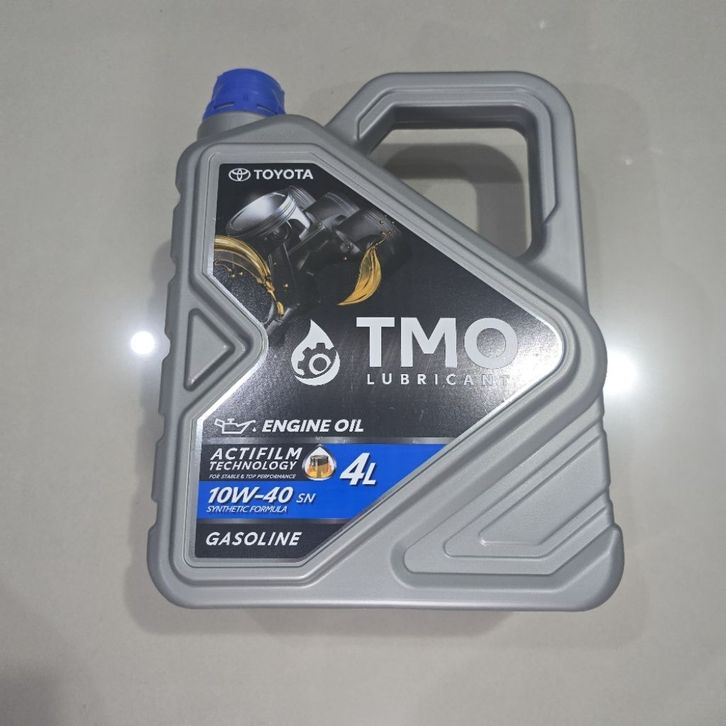 TOYOTA
TMO
LUBRICANT
ENGINE OIL
ACTIFILM
TECHNOLOGY
FOR STABLE & TOP PERFORMANCE
4L
10W-40 SN
SYNTHETIC FORMULA
GASOLINE